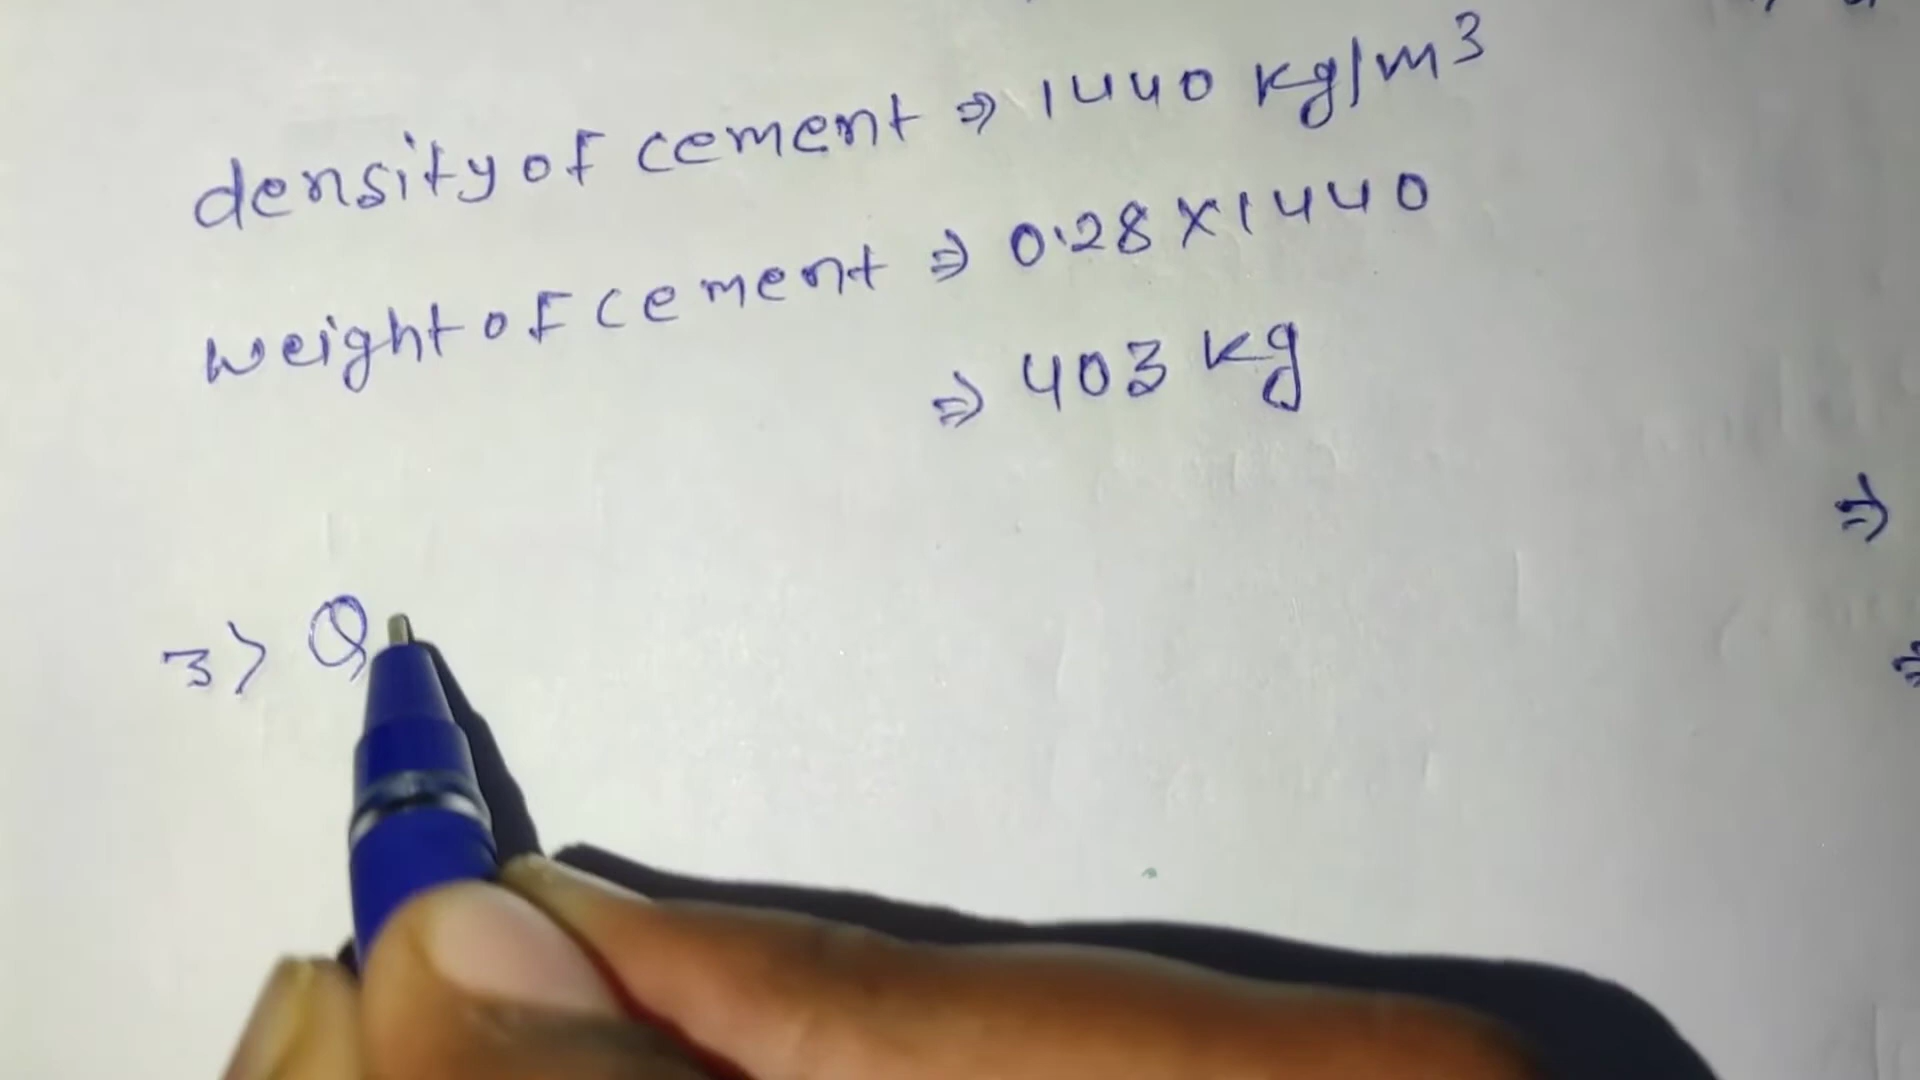 density of cement ⇒ 1440 kg/m³
weight of cement ⇒ 0.28 X 1440
⇒ 403 kg
⇒
3) Q